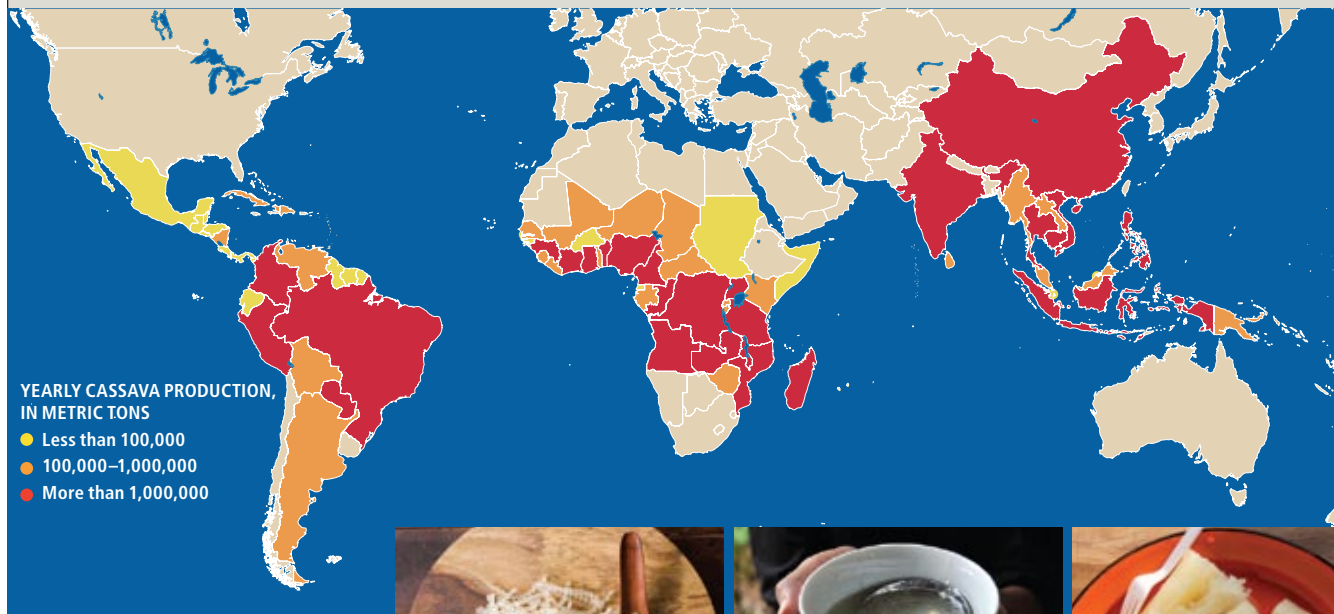 YEARLY CASSAVA PRODUCTION,
IN METRIC TONS
Less than 100,000
100,000–1,000,000
More than 1,000,000